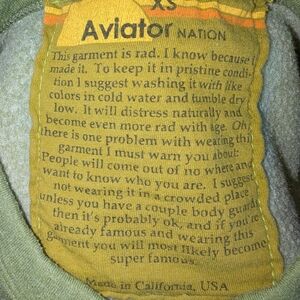 XS
Aviator NATION
This garment is rad. I know because I
made it. To keep it in pristine condi-
tion I suggest washing it with like
colors in cold water and tumble dry
low. It will distress naturally and
become even more rad with age. Oh,
there is one problem with wearing this
garment I must warn you about:
People will come out of no where and
want to know who you are. I suggest
not wearing it in a crowded place
unless you have a couple body guards
then it's probably ok, and if you're
already famous and wearing this
garment you will most likely become
super famous.
Made in California, USA